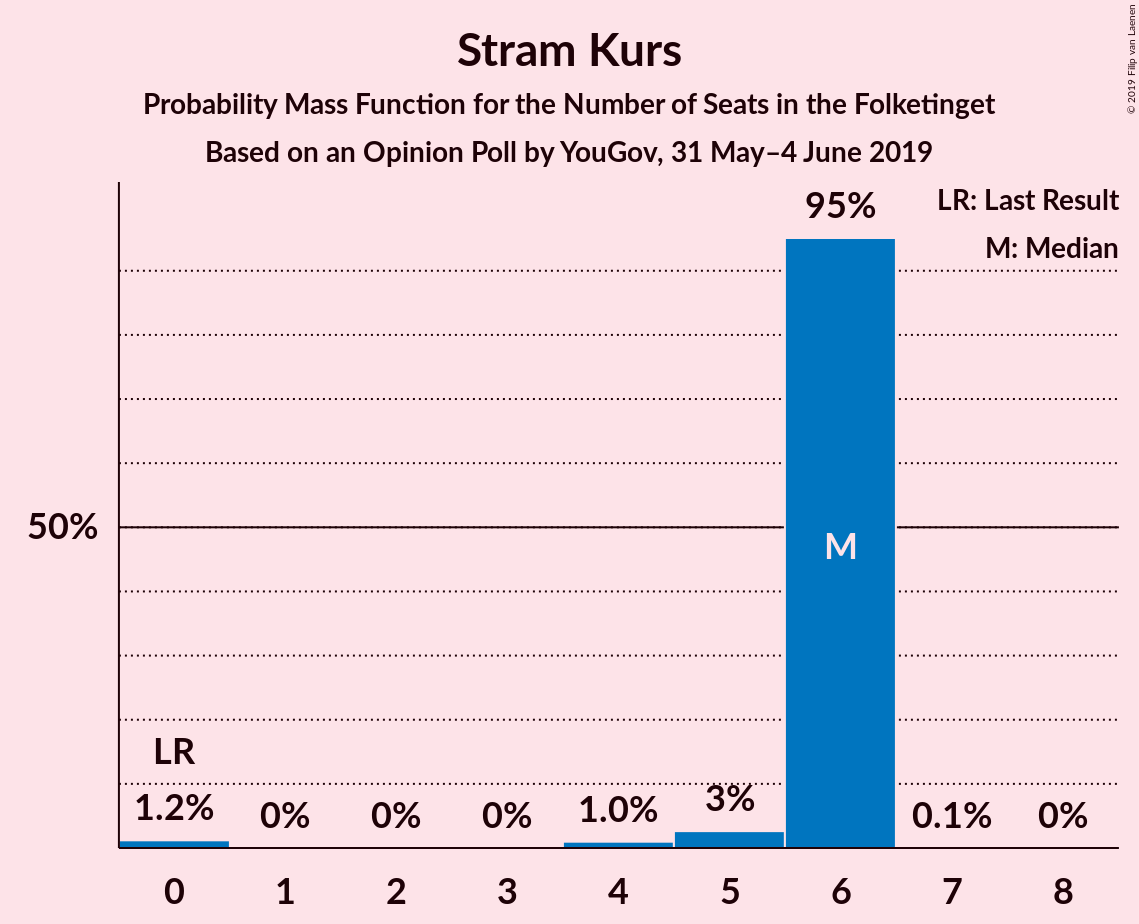 Stram Kurs
Probability Mass Function for the Number of Seats in the Folketinget
Based on an Opinion Poll by YouGov, 31 May–4 June 2019
© 2019 Filip van Laenen
LR: Last Result
M: Median
95%
50%
M
LR
1.2%
0%
0%
0%
1.0%
3%
0.1%
0%
0
1
2
3
4
5
6
7
8